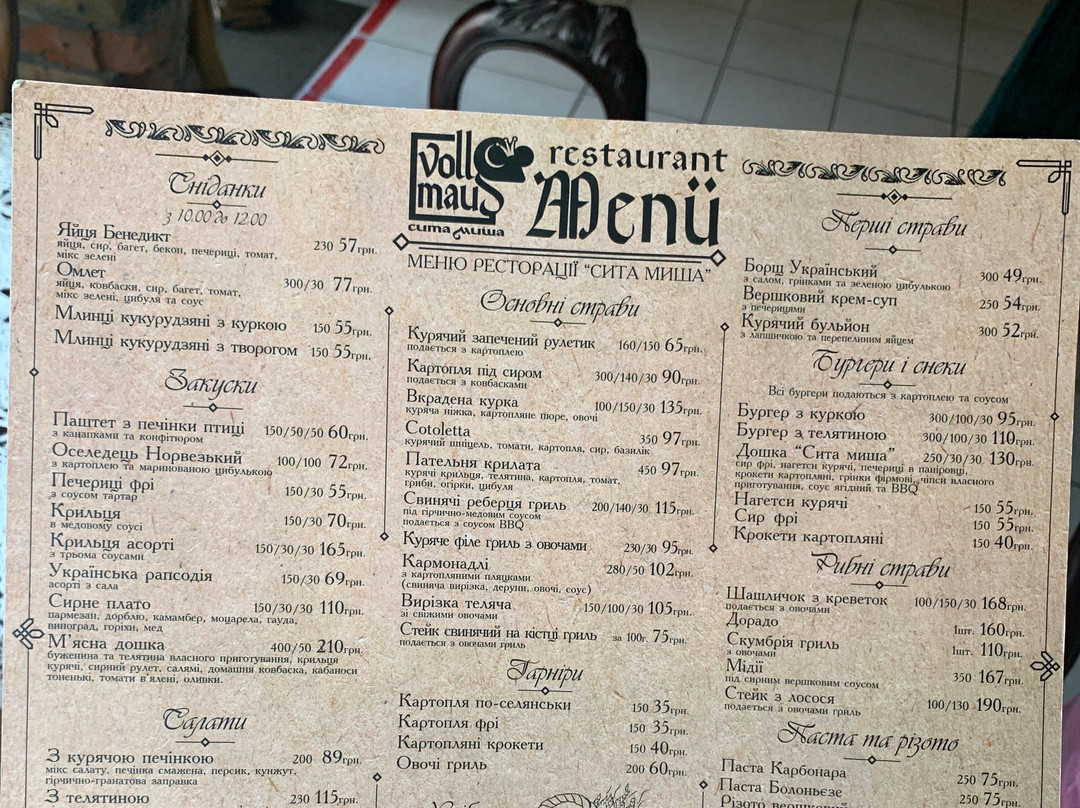 voll
maus
сита миша
restaurant
Menü
МЕНЮ РЕСТОРАЦІЇ “СИТА МИША”
Сніданки
з 10.00 до 12.00
Яйця Бенедикт 230 57грн.
яйця, сир, багет, бекон, печериці, томат,
мікс зелені
Омлет 300/30 77грн.
яйця, ковбаски, сир, багет, томат,
мікс зелені, цибуля та соус
Млинці кукурудзяні з куркою 150 55грн.
Млинці кукурудзяні з творогом 150 55грн.
Закуски
Паштет з печінки птиці 150/50/50 60грн.
з канапками та конфітюром
Оселедець Норвезький 100/100 72грн.
з картоплею та маринованою цибулькою
Печериці фрі 150/30 55грн.
з соусом тартар
Крильця 150/30 70грн.
в медовому соусі
Крильця асорті 150/30/30 165грн.
з трьома соусами
Українська рапсодія 150/30 69грн.
асорті з сала
Сирне плато 150/30/30 110грн.
пармезан, дорблю, камамбер, моцарела, гауда,
виноград, горіхи, мед
М’ясна дошка 400/50 210грн.
буженина та телятина власного приготування, крильця
курячі, сирний рулет, салямі, домашня ковбаска, кабаноси
тоненькі, томати в'ялені, оливки.
Салати
З курячою печінкою 200 89грн.
мікс салату, печінка смажена, персик, кунжут,
гірчично-гранатова заправка
З телятиною 230 115грн.
Основні страви
Курячий запечений рулетик 160/150 65грн.
подається з картоплею
Картопля під сиром 300/140/30 90грн.
подається з ковбасками
Вкрадена курка 100/150/30 135грн.
куряча ніжка, картопляне пюре, овочі
Cotoletta 350 97грн.
курячий шніцель, томати, картопля, сир, базилік
Пательня крилата 450 97грн.
курячі крильця, телятина, картопля, томат,
гриби, огірки, цибуля
Свинячі реберця гриль 200/140/30 115грн.
під гірчично-медовим соусом
подається з соусом BBQ
Куряче філе гриль з овочами 230/30 95грн.
Кармонадлі 280/50 102грн.
з картопляними пляцками
(свиняча вирізка, деруни, овочі, соус)
Вирізка теляча 150/100/30 105грн.
зі свіжими овочами
Стейк свинячий на кістці гриль за 100г. 75грн.
подається з овочами гриль
Гарніри
Картопля по-селянськи 150 35грн.
Картопля фрі 150 35грн.
Картопляні крокети 150 40грн.
Овочі гриль 200 60грн.
Перші страви
Борщ Український 300 49грн.
з салом, грінками та зеленою цибулькою
Вершковий крем-суп 250 54грн.
з печерицями
Курячий бульйон 300 52грн.
з лапшичкою та перепелиним яйцем
Бургери і снеки
Всі бургери подаються з картоплею та соусом
Бургер з куркою 300/100/30 95грн.
Бургер з телятиною 300/100/30 110грн.
Дошка “Сита миша” 250/30/30 130грн.
сир фрі, нагетси курячі, печериці в паніровці,
крокети картопляні, грінки фірмові, чіпси власного
приготування, соус ягідний та BBQ
Нагетси курячі 150 55грн.
Сир фрі 150 55грн.
Крокети картопляні 150 40грн.
Рибні страви
Шашличок з креветок 100/150/30 168грн.
подається з овочами
Дорадо 1шт. 160грн.
Скумбрія гриль 1шт. 110грн.
з овочами
Мідії 350 167грн.
під сирним вершковим соусом
Стейк з лосося 100/130 190грн.
подається з овочами гриль
Паста та різото
Паста Карбонара 250 75грн.
Паста Болоньєзе 250 75грн.
Різото вершковий